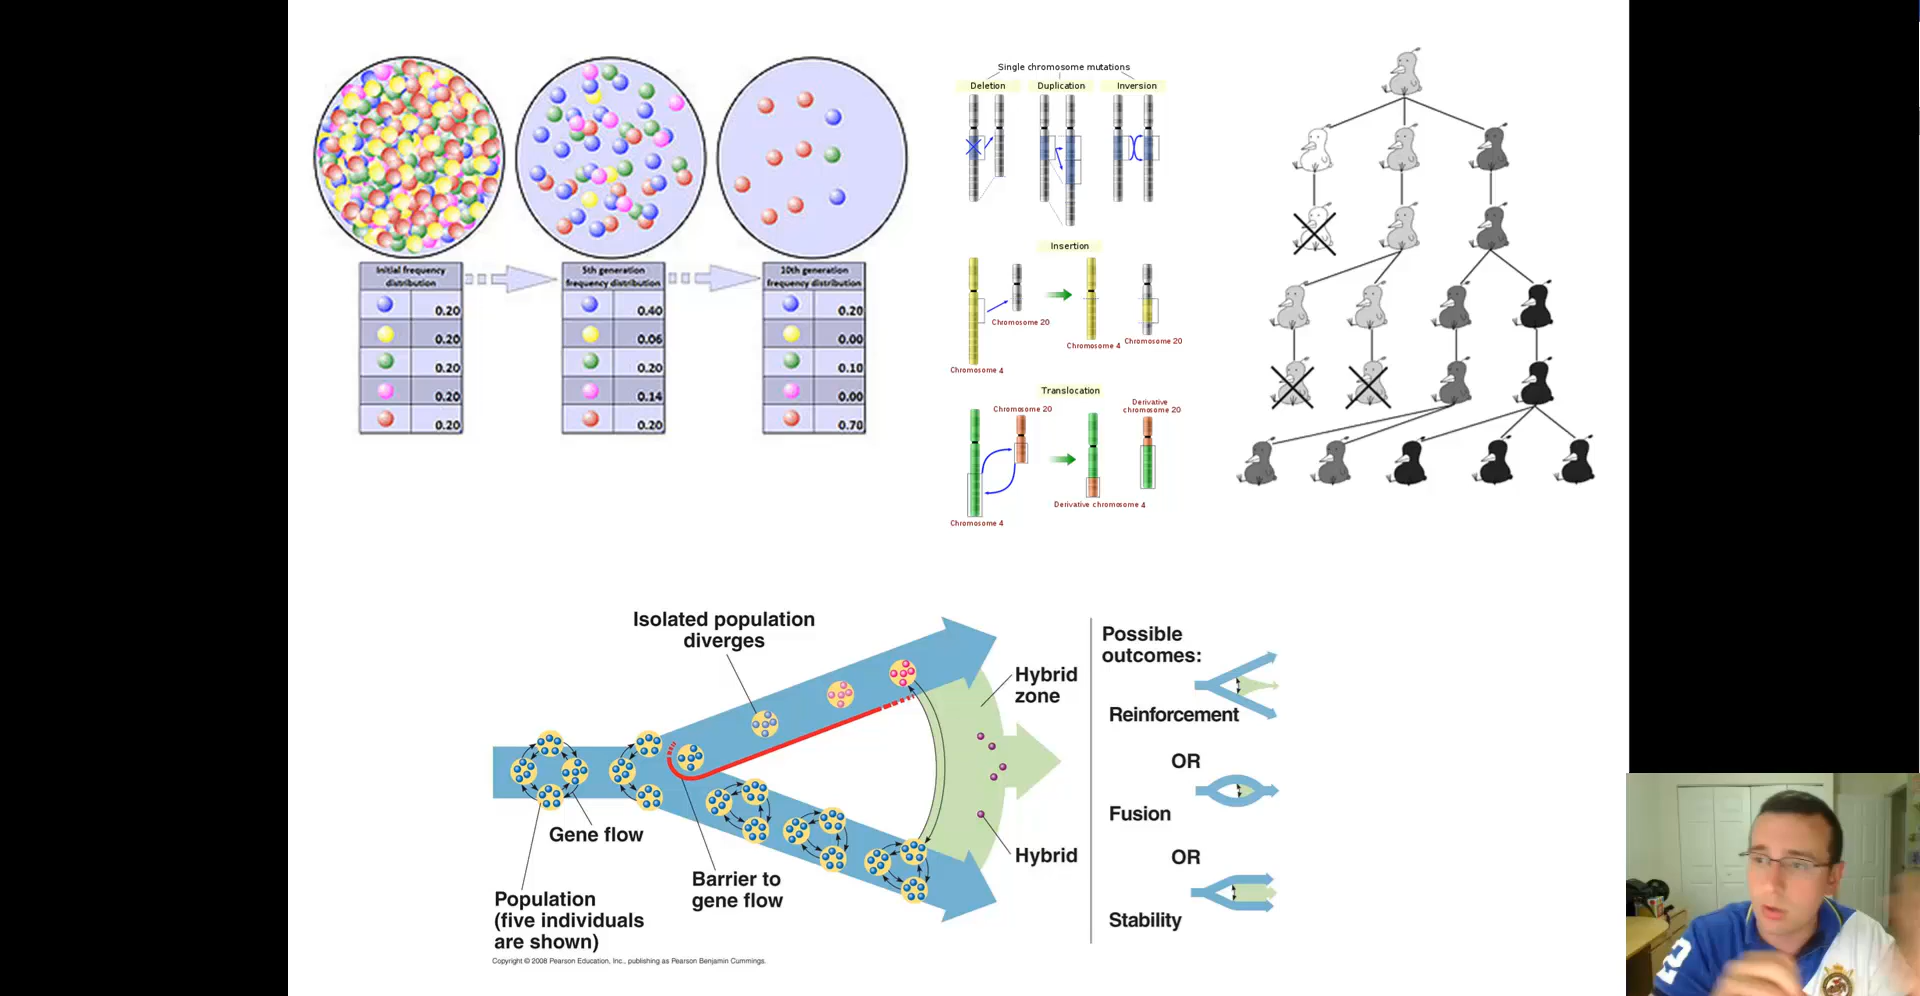 Initial frequency
distribution
0.20
0.20
0.20
0.20
0.20
5th generation
frequency distribution
0.40
0.06
0.20
0.14
0.20
10th generation
frequency distribution
0.20
0.00
0.10
0.00
0.70
Single chromosome mutations
Deletion
Duplication
Inversion
Insertion
Chromosome 20
Chromosome 4
Chromosome 20
Chromosome 4
Translocation
Chromosome 20
Derivative
chromosome 20
Derivative chromosome 4
Chromosome 4
Isolated population
diverges
Hybrid
zone
Gene flow
Hybrid
Barrier to
gene flow
Population
(five individuals
are shown)
Possible
outcomes:
Reinforcement
OR
Fusion
OR
Stability
Copyright © 2008 Pearson Education, Inc., publishing as Pearson Benjamin Cummings.
2